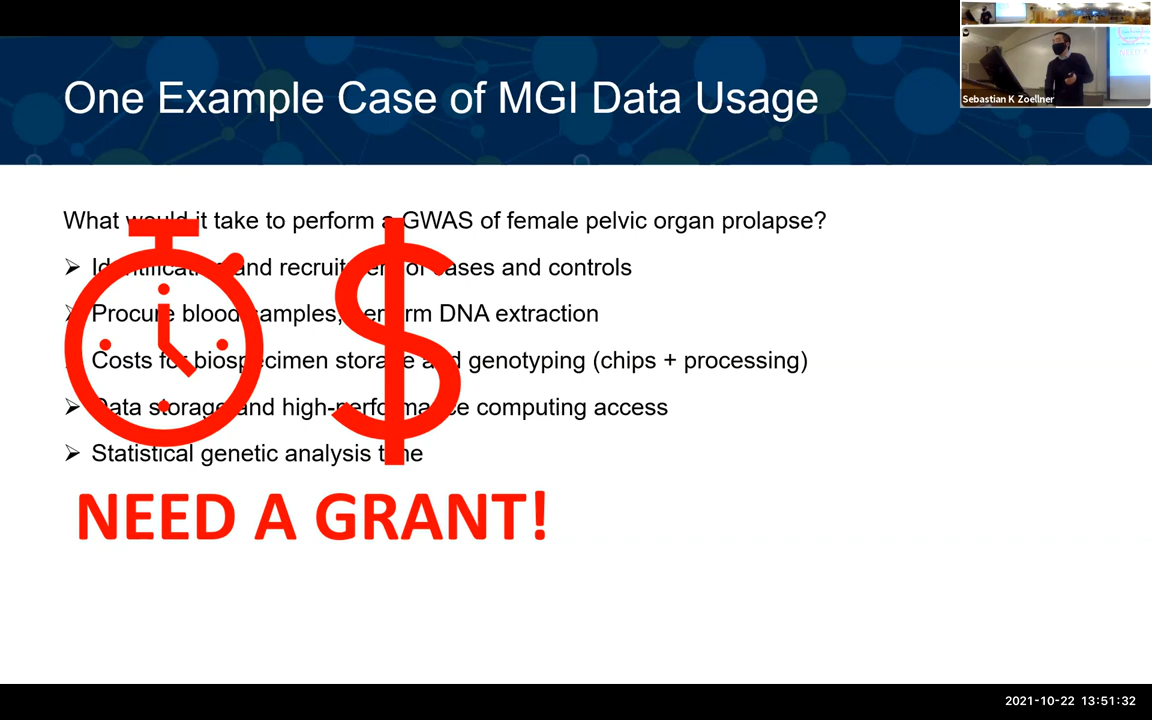 One Example Case of MGI Data Usage
Sebastian K Zoellner
What would it take to perform a GWAS of female pelvic organ prolapse?
Identification and recruitment of cases and controls
Procure blood samples, perform DNA extraction
Costs for biospecimen storage and genotyping (chips + processing)
Data storage and high-performance computing access
Statistical genetic analysis time
NEED A GRANT!
2021-10-22 13:51:32